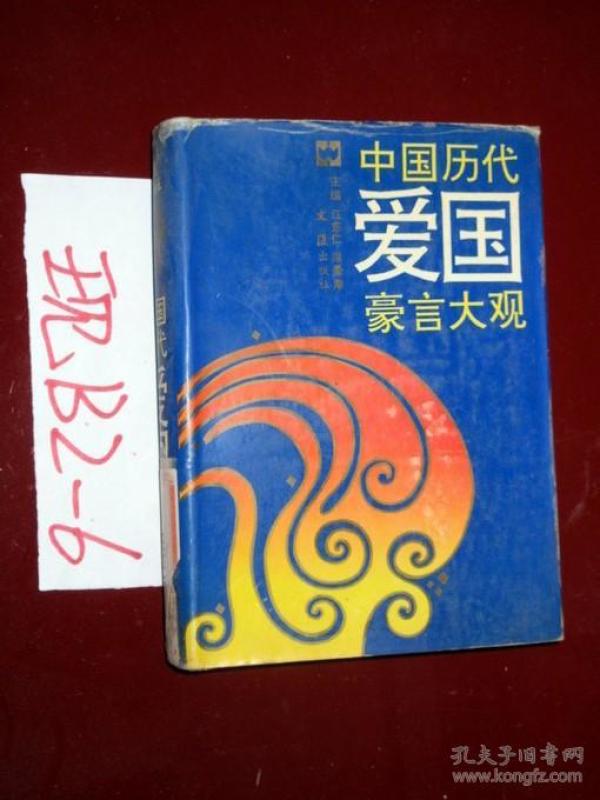 现B2-6
中国历代
爱国
豪言大观
主编
文汇出版社
孔夫子旧书网
www.kongfz.com